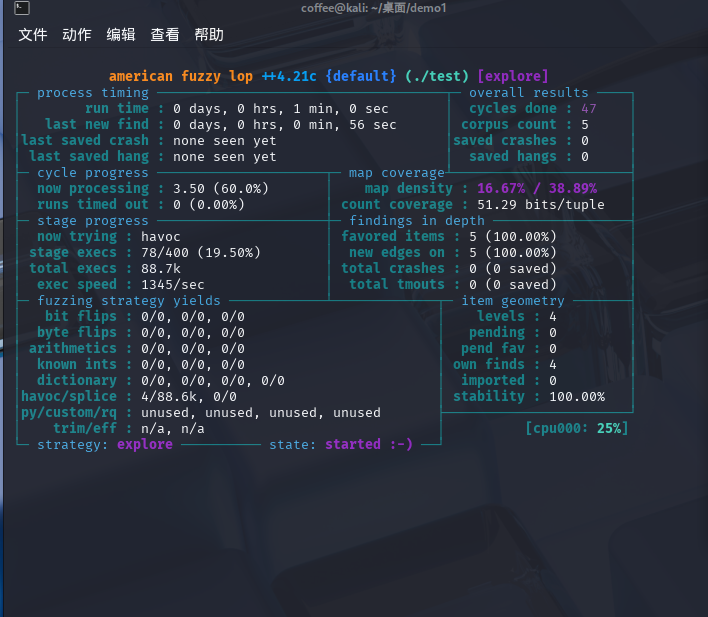 coffee@kali: ~/桌面/demo1
文件 动作 编辑 查看 帮助
american fuzzy lop ++4.21c {default} (./test) [explore]
process timing overall results
run time : 0 days, 0 hrs, 1 min, 0 sec cycles done : 47
last new find : 0 days, 0 hrs, 0 min, 56 sec corpus count : 5
last saved crash : none seen yet saved crashes : 0
last saved hang : none seen yet saved hangs : 0
cycle progress map coverage
now processing : 3.50 (60.0%) map density : 16.67% / 38.89%
runs timed out : 0 (0.00%) count coverage : 51.29 bits/tuple
stage progress findings in depth
now trying : havoc favored items : 5 (100.00%)
stage execs : 78/400 (19.50%) new edges on : 5 (100.00%)
total execs : 88.7k total crashes : 0 (0 saved)
exec speed : 1345/sec total tmouts : 0 (0 saved)
fuzzing strategy yields item geometry
bit flips : 0/0, 0/0, 0/0 levels : 4
byte flips : 0/0, 0/0, 0/0 pending : 0
arithmetics : 0/0, 0/0, 0/0 pend fav : 0
known ints : 0/0, 0/0, 0/0 own finds : 4
dictionary : 0/0, 0/0, 0/0, 0/0 imported : 0
havoc/splice : 4/88.6k, 0/0 stability : 100.00%
py/custom/rq : unused, unused, unused, unused
trim/eff : n/a, n/a [cpu000: 25%]
strategy: explore state: started :-)